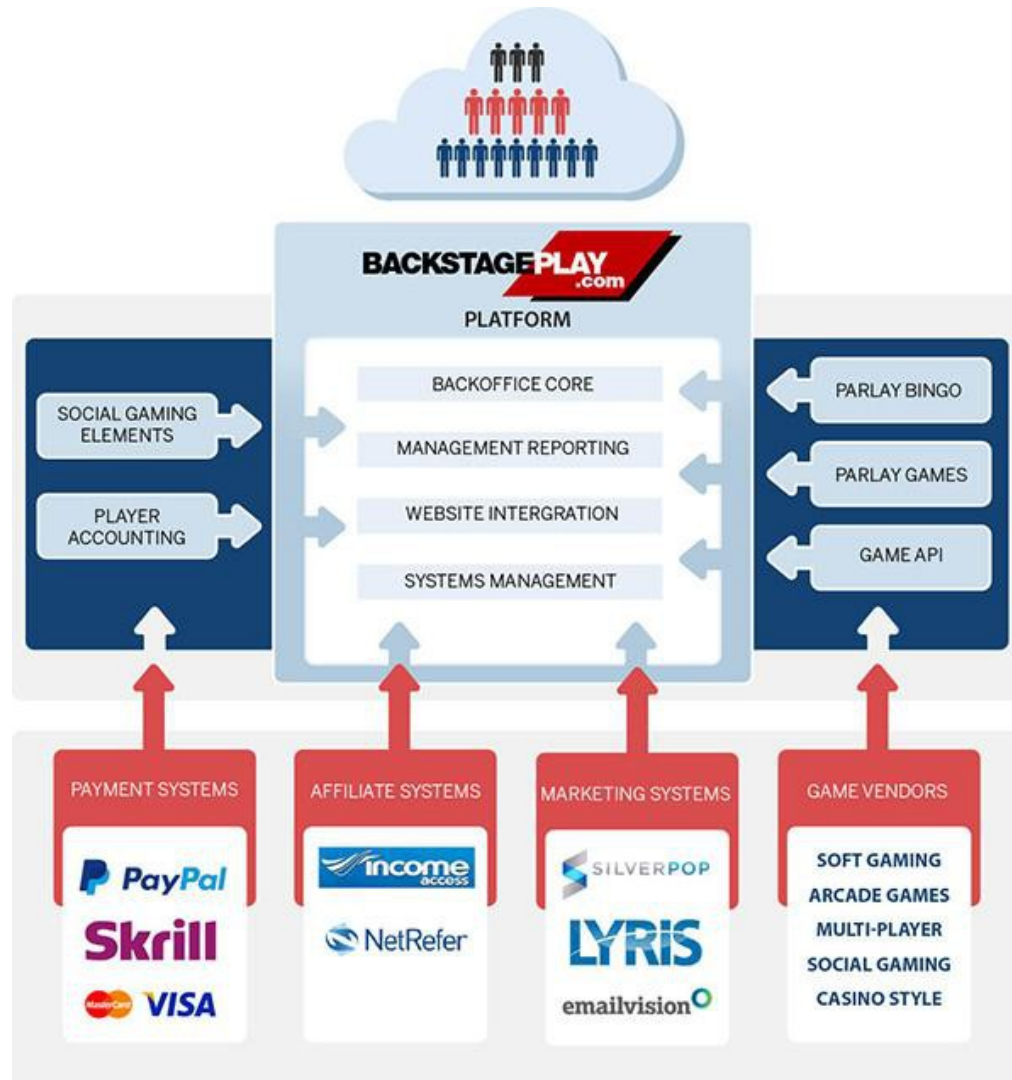 BACKSTAGEPLAY
.com
PLATFORM
BACKOFFICE CORE
MANAGEMENT REPORTING
WEBSITE INTERGRATION
SYSTEMS MANAGEMENT
SOCIAL GAMING
ELEMENTS
PLAYER
ACCOUNTING
PARLAY BINGO
PARLAY GAMES
GAME API
PAYMENT SYSTEMS
PayPal
Skrill
MasterCard VISA
AFFILIATE SYSTEMS
income
access
NetRefer
MARKETING SYSTEMS
SILVERPOP
LYRIS
emailvision
GAME VENDORS
SOFT GAMING
ARCADE GAMES
MULTI-PLAYER
SOCIAL GAMING
CASINO STYLE